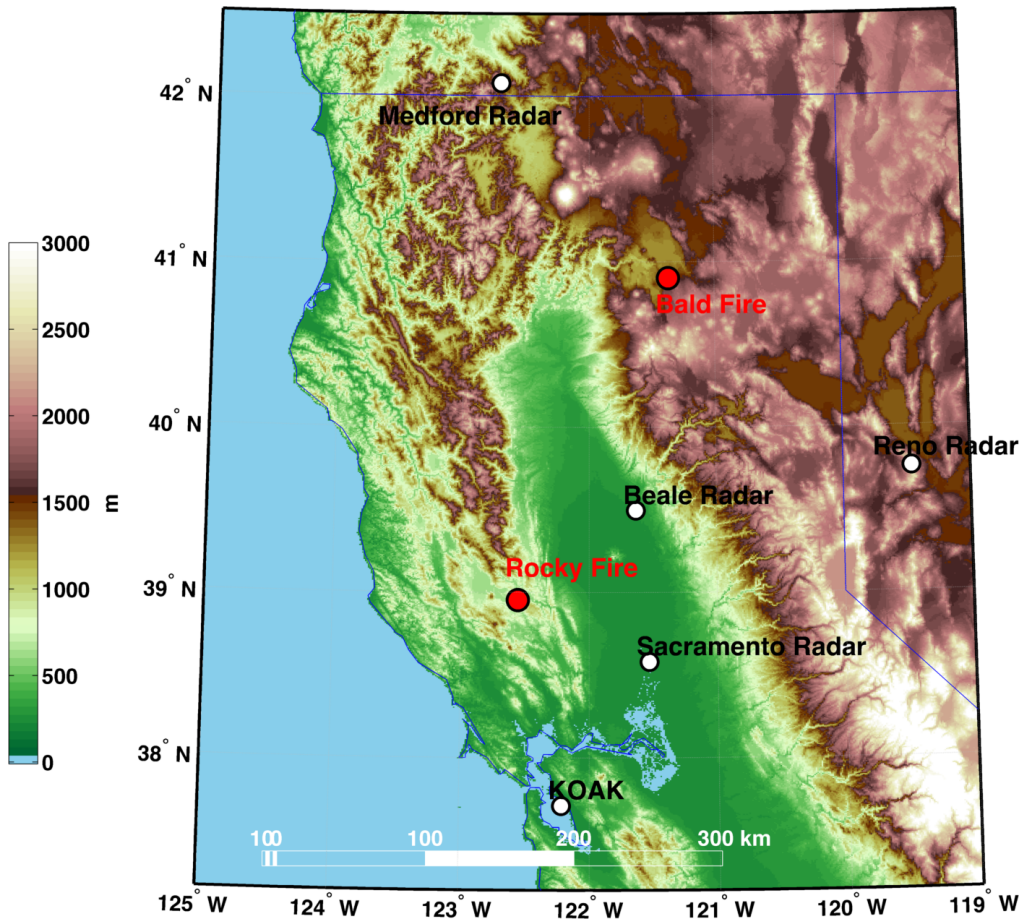 42° N
Medford Radar
3000
41° N
Bald Fire
2500
2000
40° N
Reno Radar
1500
m
Beale Radar
1000
Rocky Fire
39° N
500
Sacramento Radar
38° N
0
KOAK
100 100 200 300 km
125° W 124° W 123° W 122° W 121° W 120° W 119° W